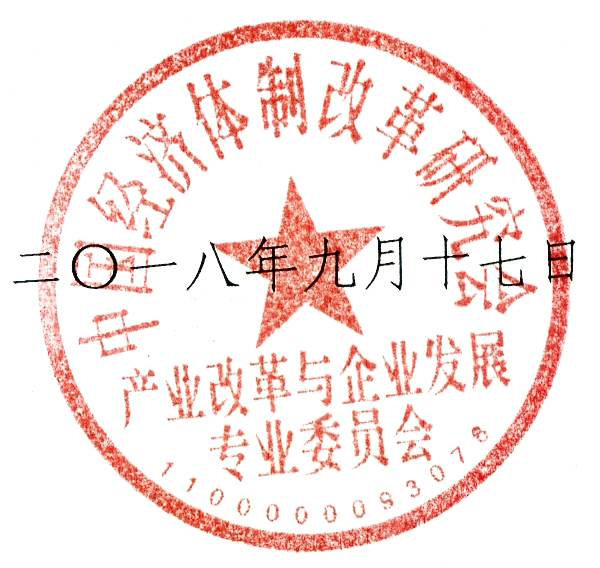 中国经济体制改革研究会
二〇一八年九月十七日
产业改革与企业发展
专业委员会
1100000093078